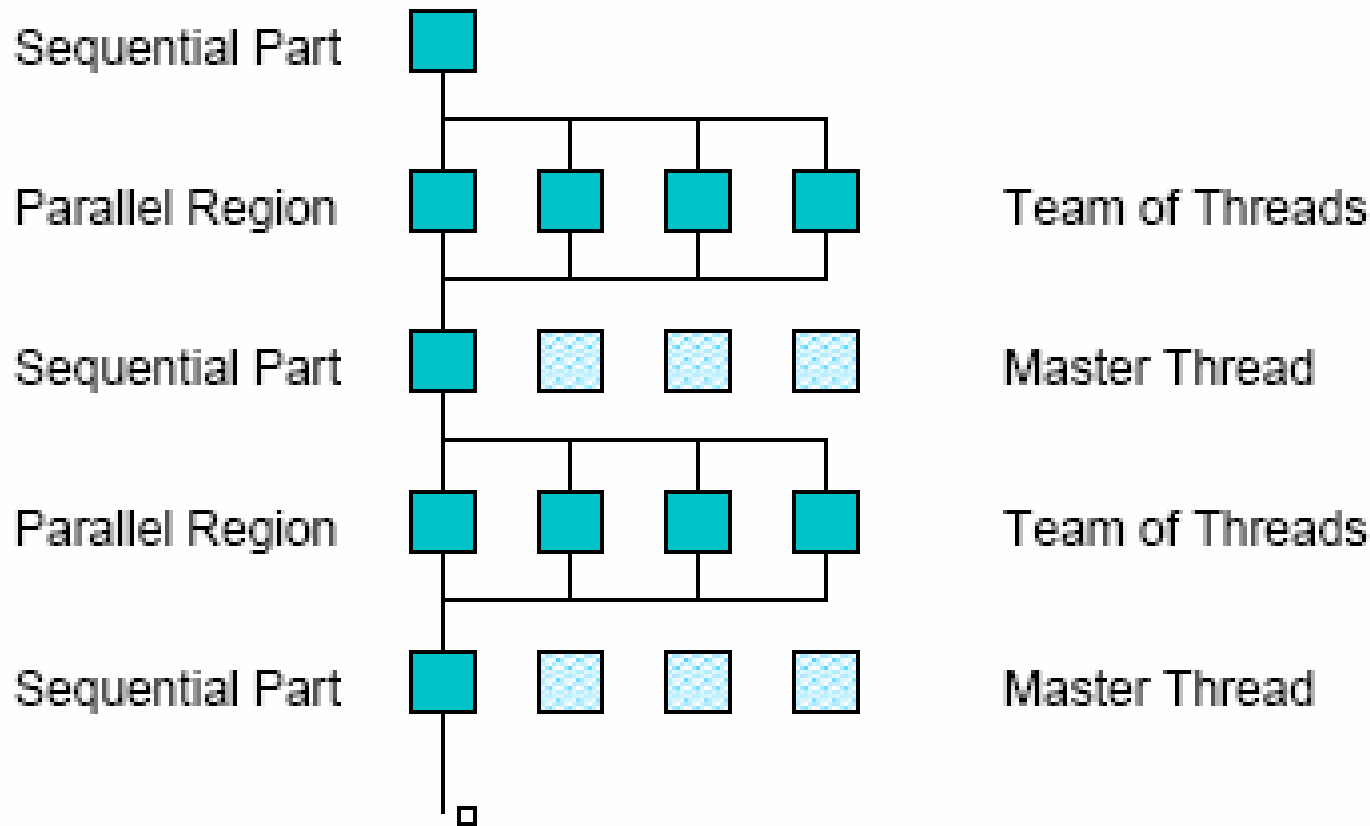 Sequential Part
Parallel Region Team of Threads
Sequential Part Master Thread
Parallel Region Team of Threads
Sequential Part Master Thread